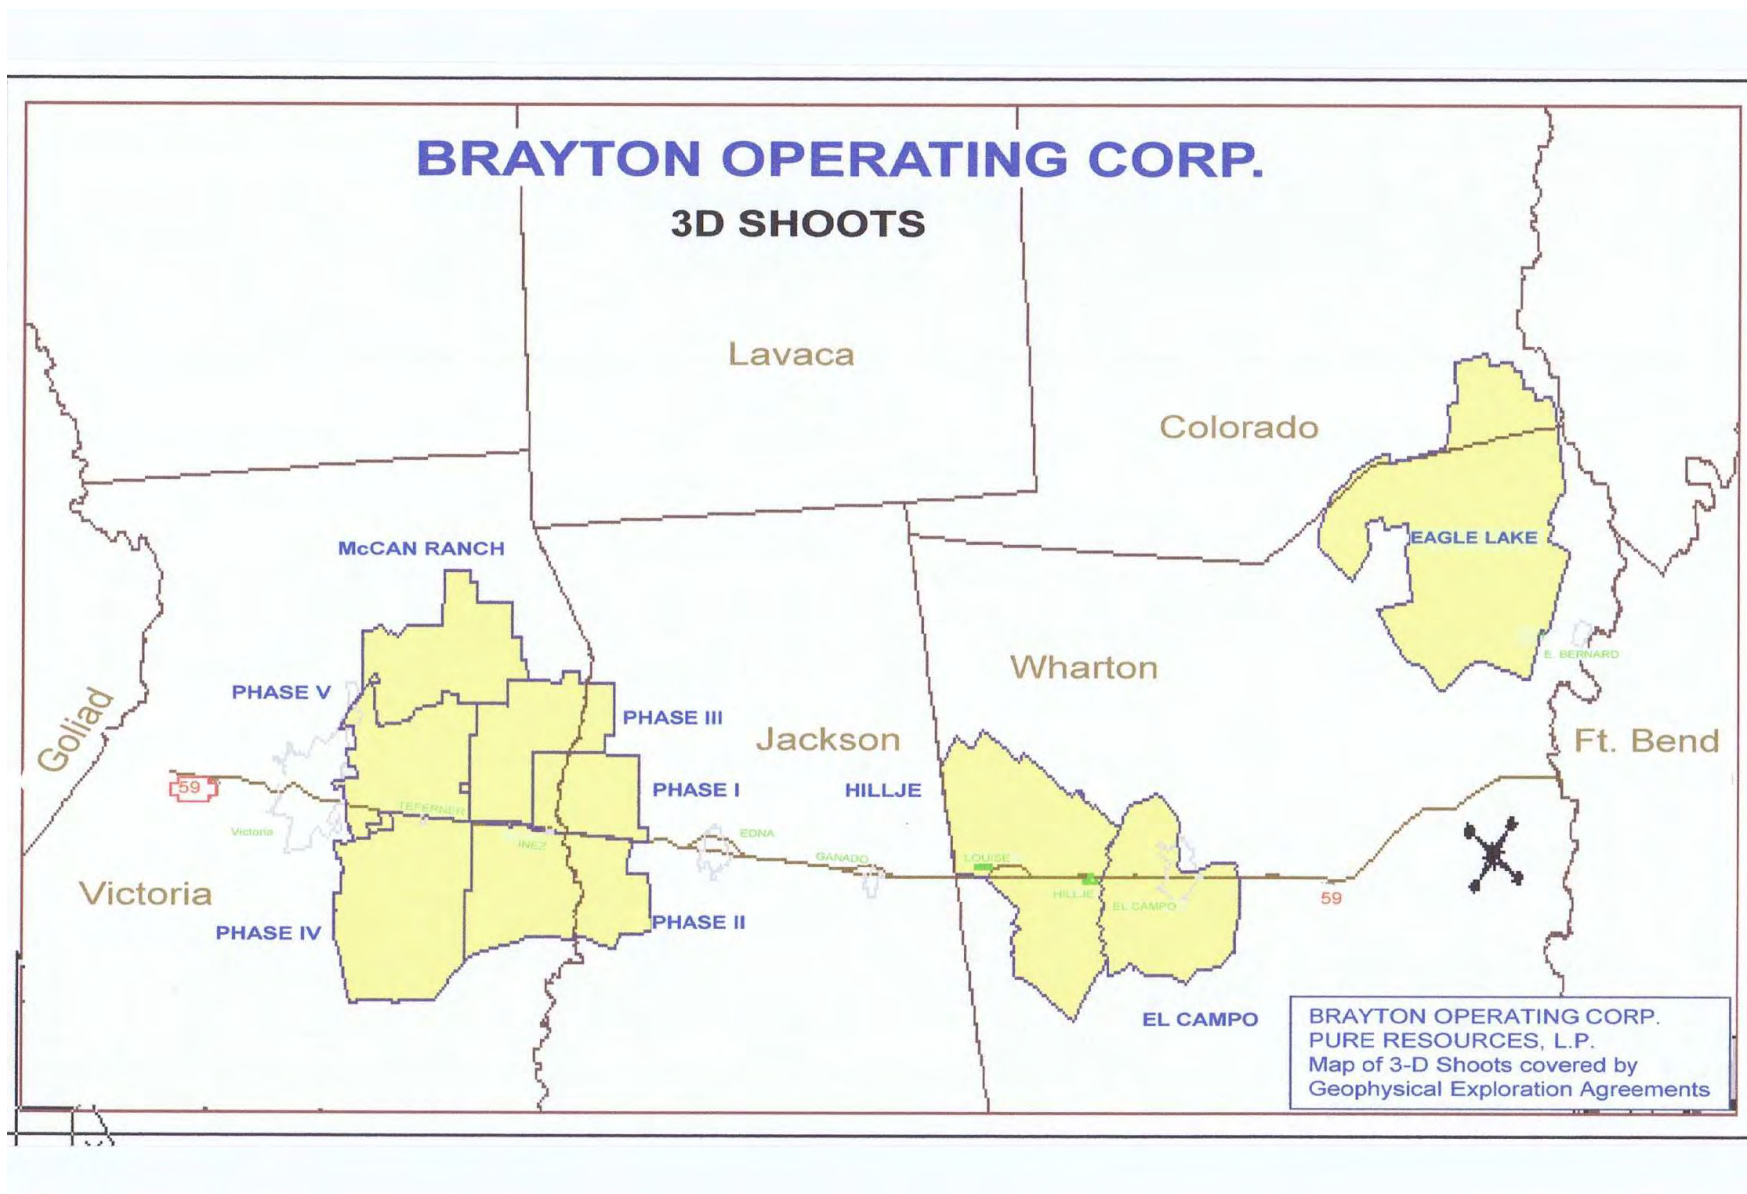 BRAYTON OPERATING CORP.
3D SHOOTS
Lavaca
Colorado
EAGLE LAKE
McCAN RANCH
E. BERNARD
Wharton
PHASE V
Goliad
PHASE III
Jackson
Ft. Bend
59
PHASE I
HILLJE
TEFERNER
Victoria
INEZ
EDNA
GANADO
LOUISE
Victoria
HILLJE
EL CAMPO
59
PHASE IV
PHASE II
EL CAMPO
BRAYTON OPERATING CORP.
PURE RESOURCES, L.P.
Map of 3-D Shoots covered by
Geophysical Exploration Agreements